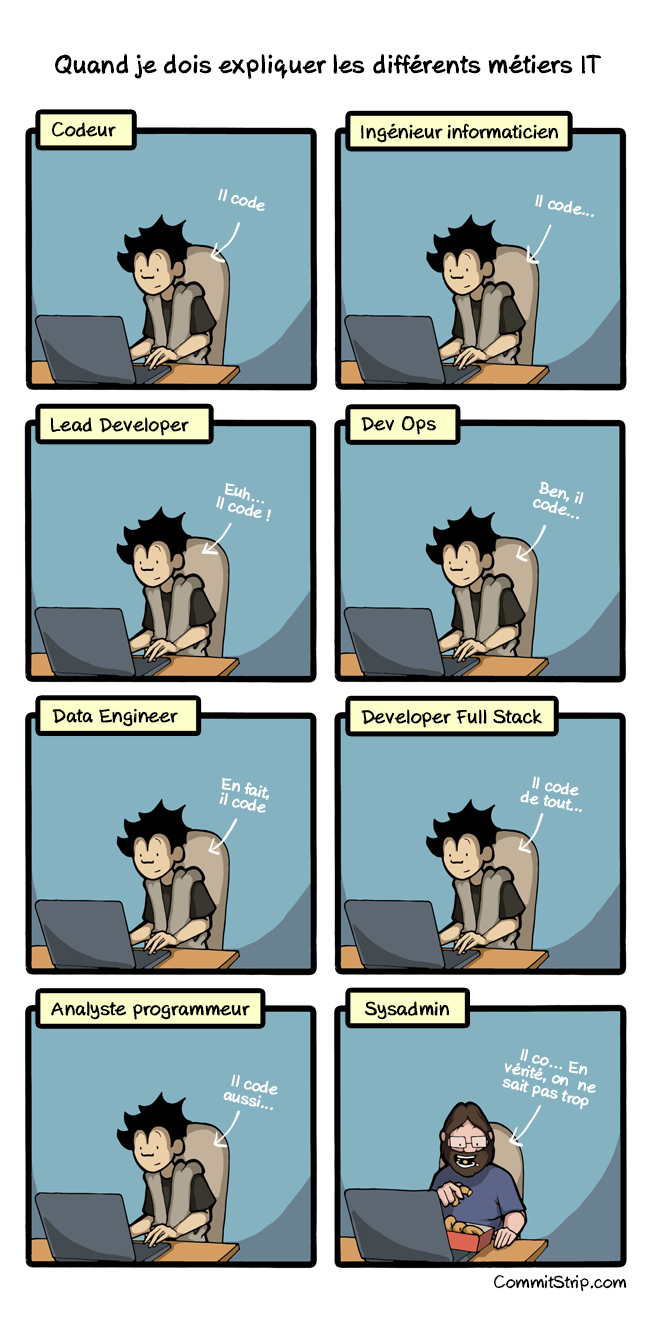 Quand je dois expliquer les différents métiers IT
Codeur
Il code
Ingénieur informaticien
Il code...
Lead Developer
Euh...
Il code !
Dev Ops
Ben, il
code...
Data Engineer
En fait,
il code
Developer Full Stack
Il code
de tout...
Analyste programmeur
Il code
aussi...
Sysadmin
Il co... En
vérité, on ne
sait pas trop
CommitStrip.com